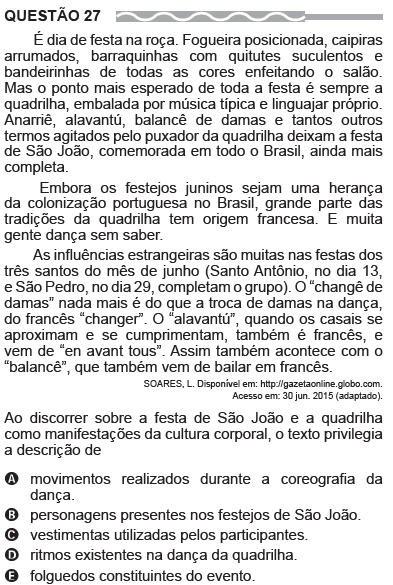 QUESTÃO 27
É dia de festa na roça. Fogueira posicionada, caipiras
arrumados, barraquinhas com quitutes suculentos e
bandeirinhas de todas as cores enfeitando o salão.
Mas o ponto mais esperado de toda a festa é sempre a
quadrilha, embalada por música típica e linguajar próprio.
Anarriê, alavantú, balancê de damas e tantos outros
termos agitados pelo puxador da quadrilha deixam a festa
de São João, comemorada em todo o Brasil, ainda mais
completa.
Embora os festejos juninos sejam uma herança
da colonização portuguesa no Brasil, grande parte das
tradições da quadrilha tem origem francesa. E muita
gente dança sem saber.
As influências estrangeiras são muitas nas festas dos
três santos do mês de junho (Santo Antônio, no dia 13,
e São Pedro, no dia 29, completam o grupo). O “changê de
damas” nada mais é do que a troca de damas na dança,
do francês “changer”. O “alavantú”, quando os casais se
aproximam e se cumprimentam, também é francês, e
vem de “en avant tous”. Assim também acontece com o
“balancê”, que também vem de bailar em francês.
SOARES, L. Disponível em: http://gazetaonline.globo.com.
Acesso em: 30 jun. 2015 (adaptado).
Ao discorrer sobre a festa de São João e a quadrilha
como manifestações da cultura corporal, o texto privilegia
a descrição de
A movimentos realizados durante a coreografia da
dança.
B personagens presentes nos festejos de São João.
C vestimentas utilizadas pelos participantes.
D ritmos existentes na dança da quadrilha.
E folguedos constituintes do evento.